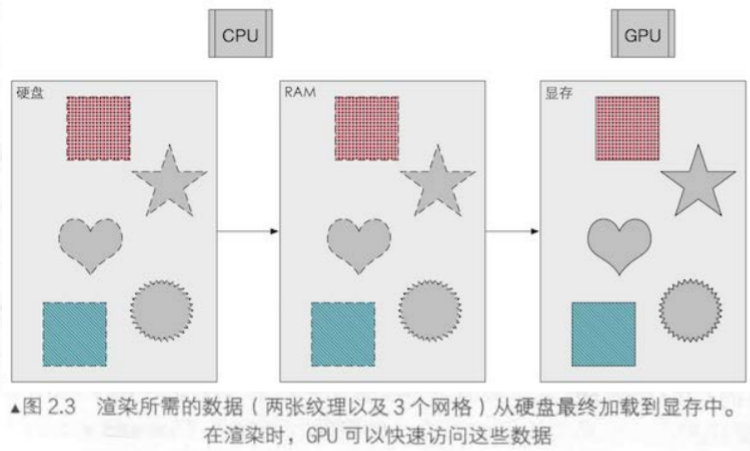 CPU
GPU
硬盘
RAM
显存
▲图 2.3 渲染所需的数据（两张纹理以及 3 个网格）从硬盘最终加载到显存中。
在渲染时，GPU 可以快速访问这些数据